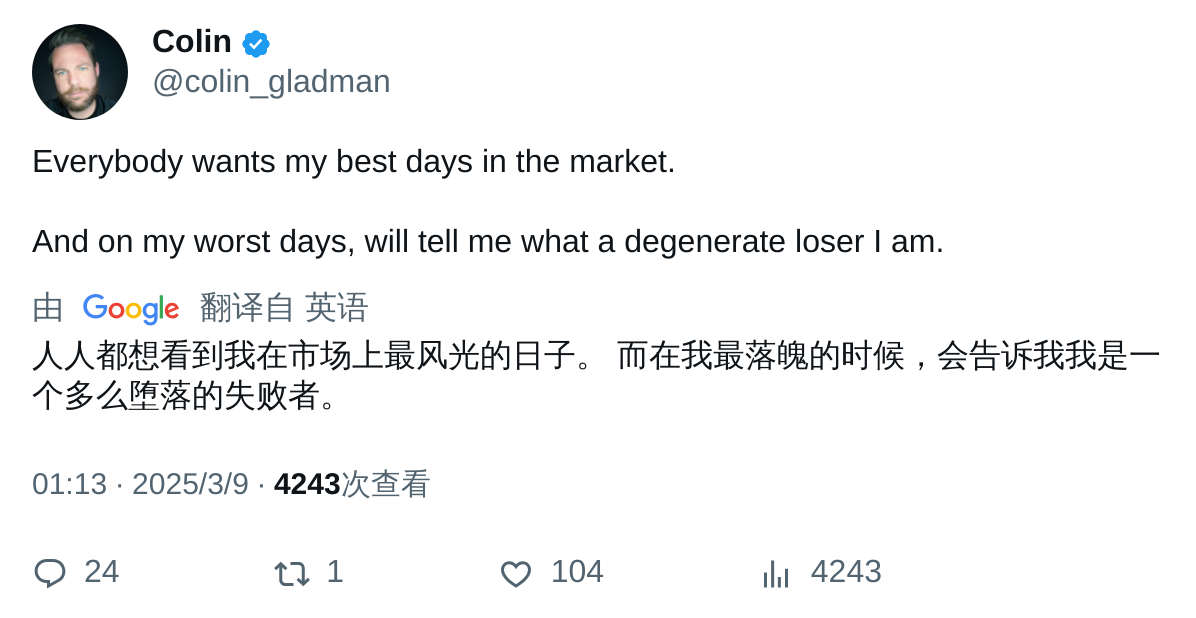 Colin
@colin_gladman
Everybody wants my best days in the market.
And on my worst days, will tell me what a degenerate loser I am.
由 Google 翻译自 英语
人人都想看到我在市场上最风光的日子。 而在我最落魄的时候，会告诉我我是一
个多么堕落的失败者。
01:13 · 2025/3/9 · 4243次查看
24 1 104 4243